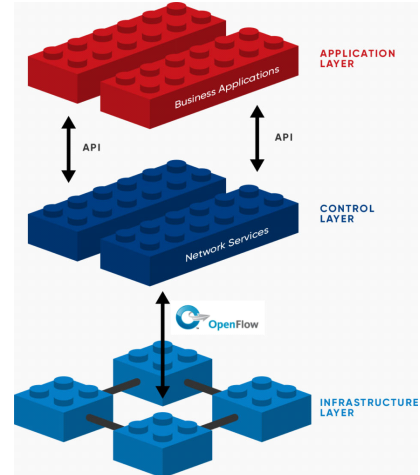 APPLICATION
LAYER
Business Applications
API
API
CONTROL
LAYER
Network Services
OpenFlow
INFRASTRUCTURE
LAYER